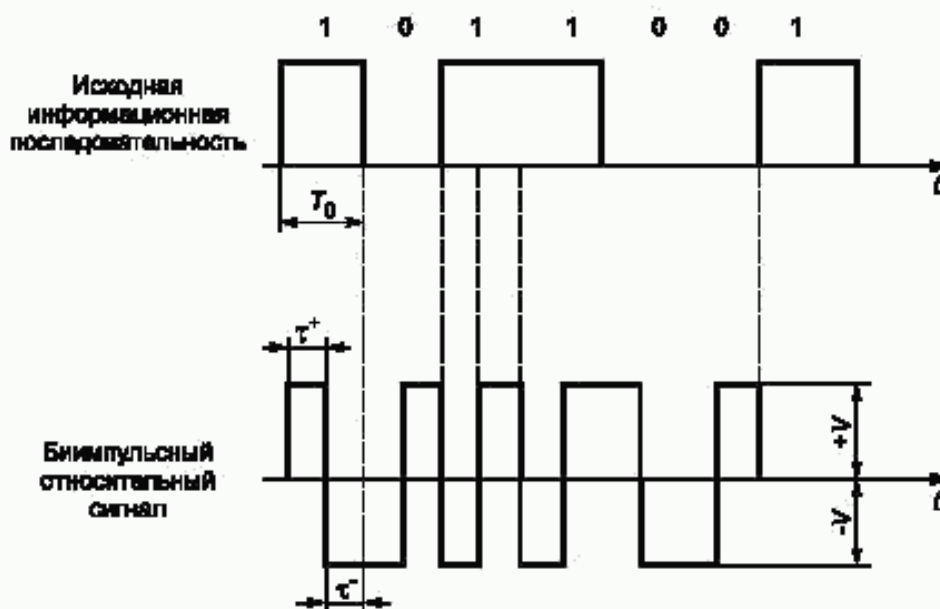 1 0 1 1 0 0 1
Исходная
информационная
последовательность
t
T₀
τ⁺
Биимпульсный
относительный
сигнал
+V
t
-V
τ⁻